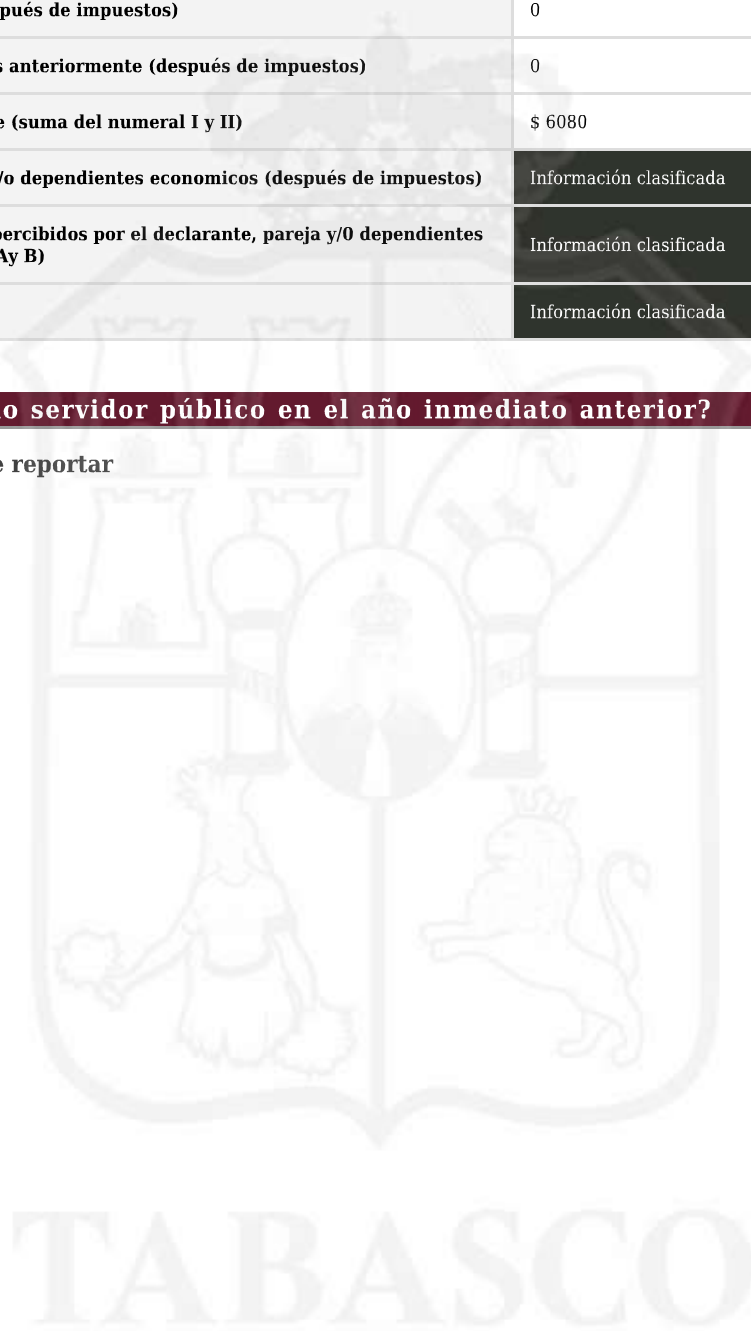 pués de impuestos) 0
s anteriormente (después de impuestos) 0
e (suma del numeral I y II) $ 6080
/o dependientes economicos (después de impuestos) Información clasificada
percibidos por el declarante, pareja y/0 dependientes
Ay B) Información clasificada
Información clasificada
lo servidor público en el año inmediato anterior?
e reportar
TABASCO